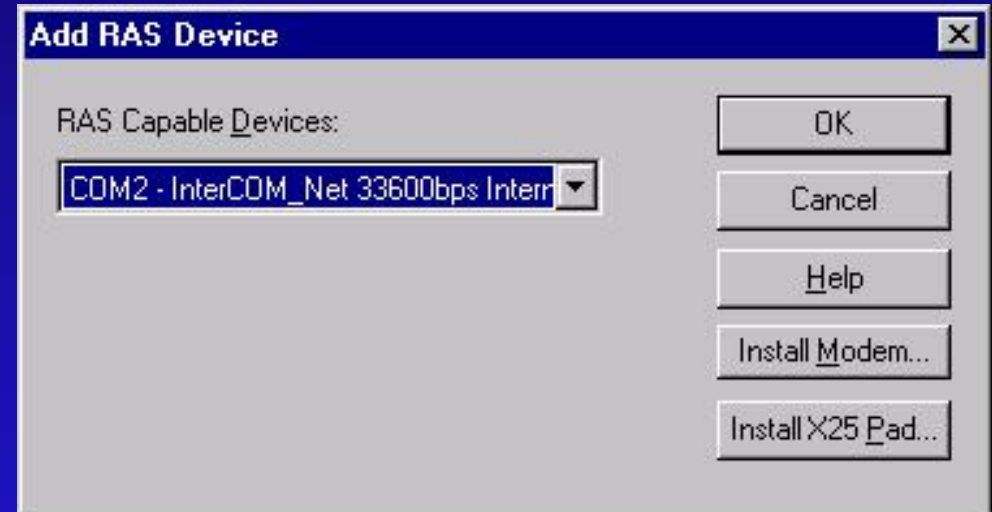 Add RAS Device
RAS Capable Devices:
COM2 - InterCOM_Net 33600bps Intern
OK
Cancel
Help
Install Modem...
Install X25 Pad...